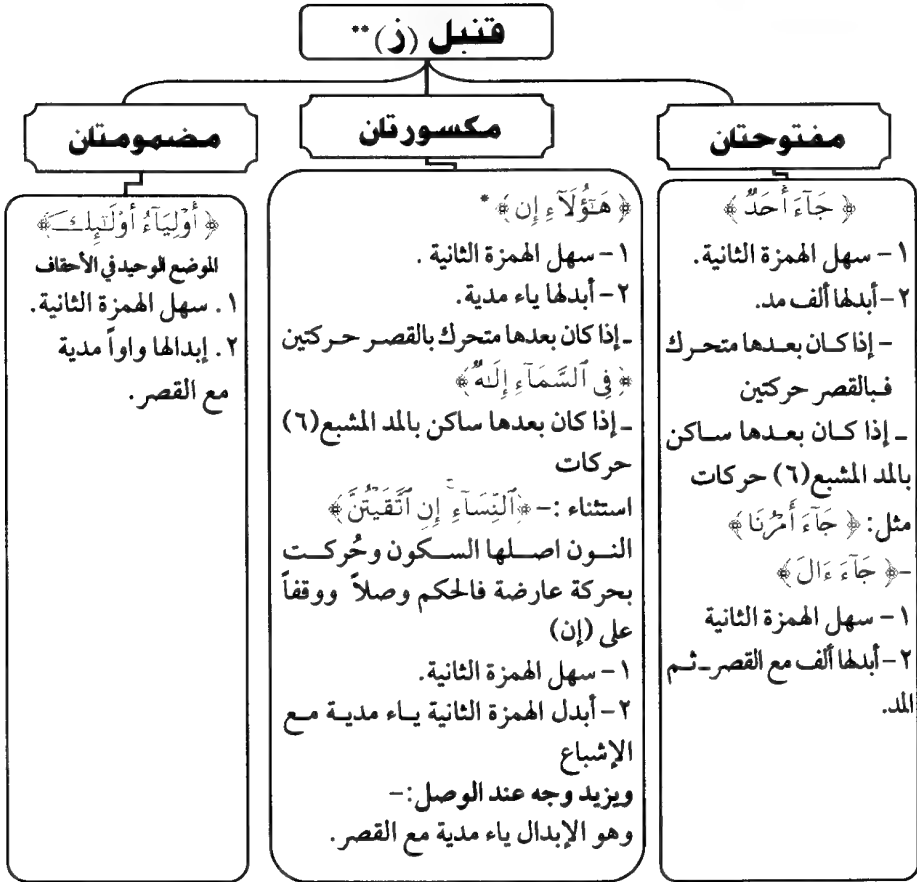 قنبل (ز)**
مفتوحتان
﴿ جَآءَ أَحَدٌ ﴾
١- سهل الهمزة الثانية.
٢- أبدلها ألف مد.
- إذا كان بعدها متحرك
فبالقصر حركتين
ـ إذا كان بعدها ساكن
بالمد المشبع (٦) حركات
مثل: ﴿ جَآءَ أَمْرُنَا ﴾
-﴿ جَآءَ ءَالَ ﴾
١- سهل الهمزة الثانية
٢- أبدلها ألف مع القصر ـ ثم
المد.
مكسورتان
﴿ هَـٰٓؤُلَآءِ إِن ﴾ *
١- سهل الهمزة الثانية .
٢- أبدلها ياء مدية.
ـ إذا كان بعدها متحرك بالقصر حركتين
﴿ فِى ٱلسَّمَآءِ إِلَـٰهٌ ﴾
ـ إذا كان بعدها ساكن بالمد المشبع (٦)
حركات
استثناء :- ﴿ ٱلنِّسَآءِ ۚ إِنِ ٱتَّقَيْتُنَّ ﴾
النون اصلها السكون وحُركت
بحركة عارضة فالحكم وصلاً ووقفاً
على (إن)
١- سهل الهمزة الثانية.
٢- أبدل الهمزة الثانية ياء مدية مع
الإشباع
ويزيد وجه عند الوصل:-
وهو الإبدال ياء مدية مع القصر.
مضمومتان
﴿ أَوْلِيَآءُ أُوْلَـٰٓئِكَ ﴾
الموضع الوحيد في الأحقاف
١. سهل الهمزة الثانية.
٢. إبدالها واواً مدية
مع القصر.